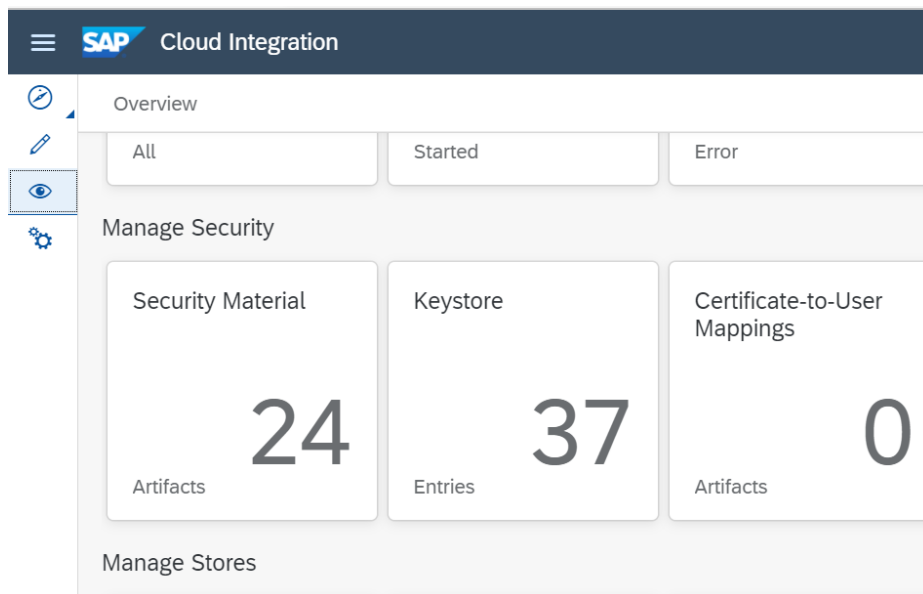 SAP Cloud Integration
Overview
All
Started
Error
Manage Security
Security Material
Keystore
Certificate-to-User
Mappings
24
37
0
Artifacts
Entries
Artifacts
Manage Stores